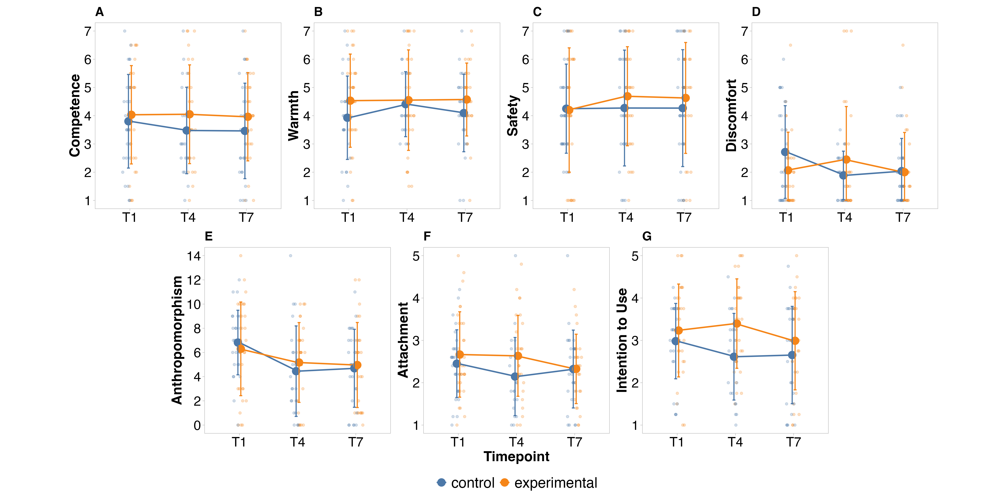 A
B
C
D
Competence
7
6
5
4
3
2
1
T1 T4 T7
Warmth
7
6
5
4
3
2
1
T1 T4 T7
Safety
7
6
5
4
3
2
1
T1 T4 T7
Discomfort
7
6
5
4
3
2
1
T1 T4 T7
E
F
G
Anthropomorphism
14
12
10
8
6
4
2
0
T1 T4 T7
Attachment
5
4
3
2
1
T1 T4 T7
Intention to Use
5
4
3
2
1
T1 T4 T7
Timepoint
control experimental